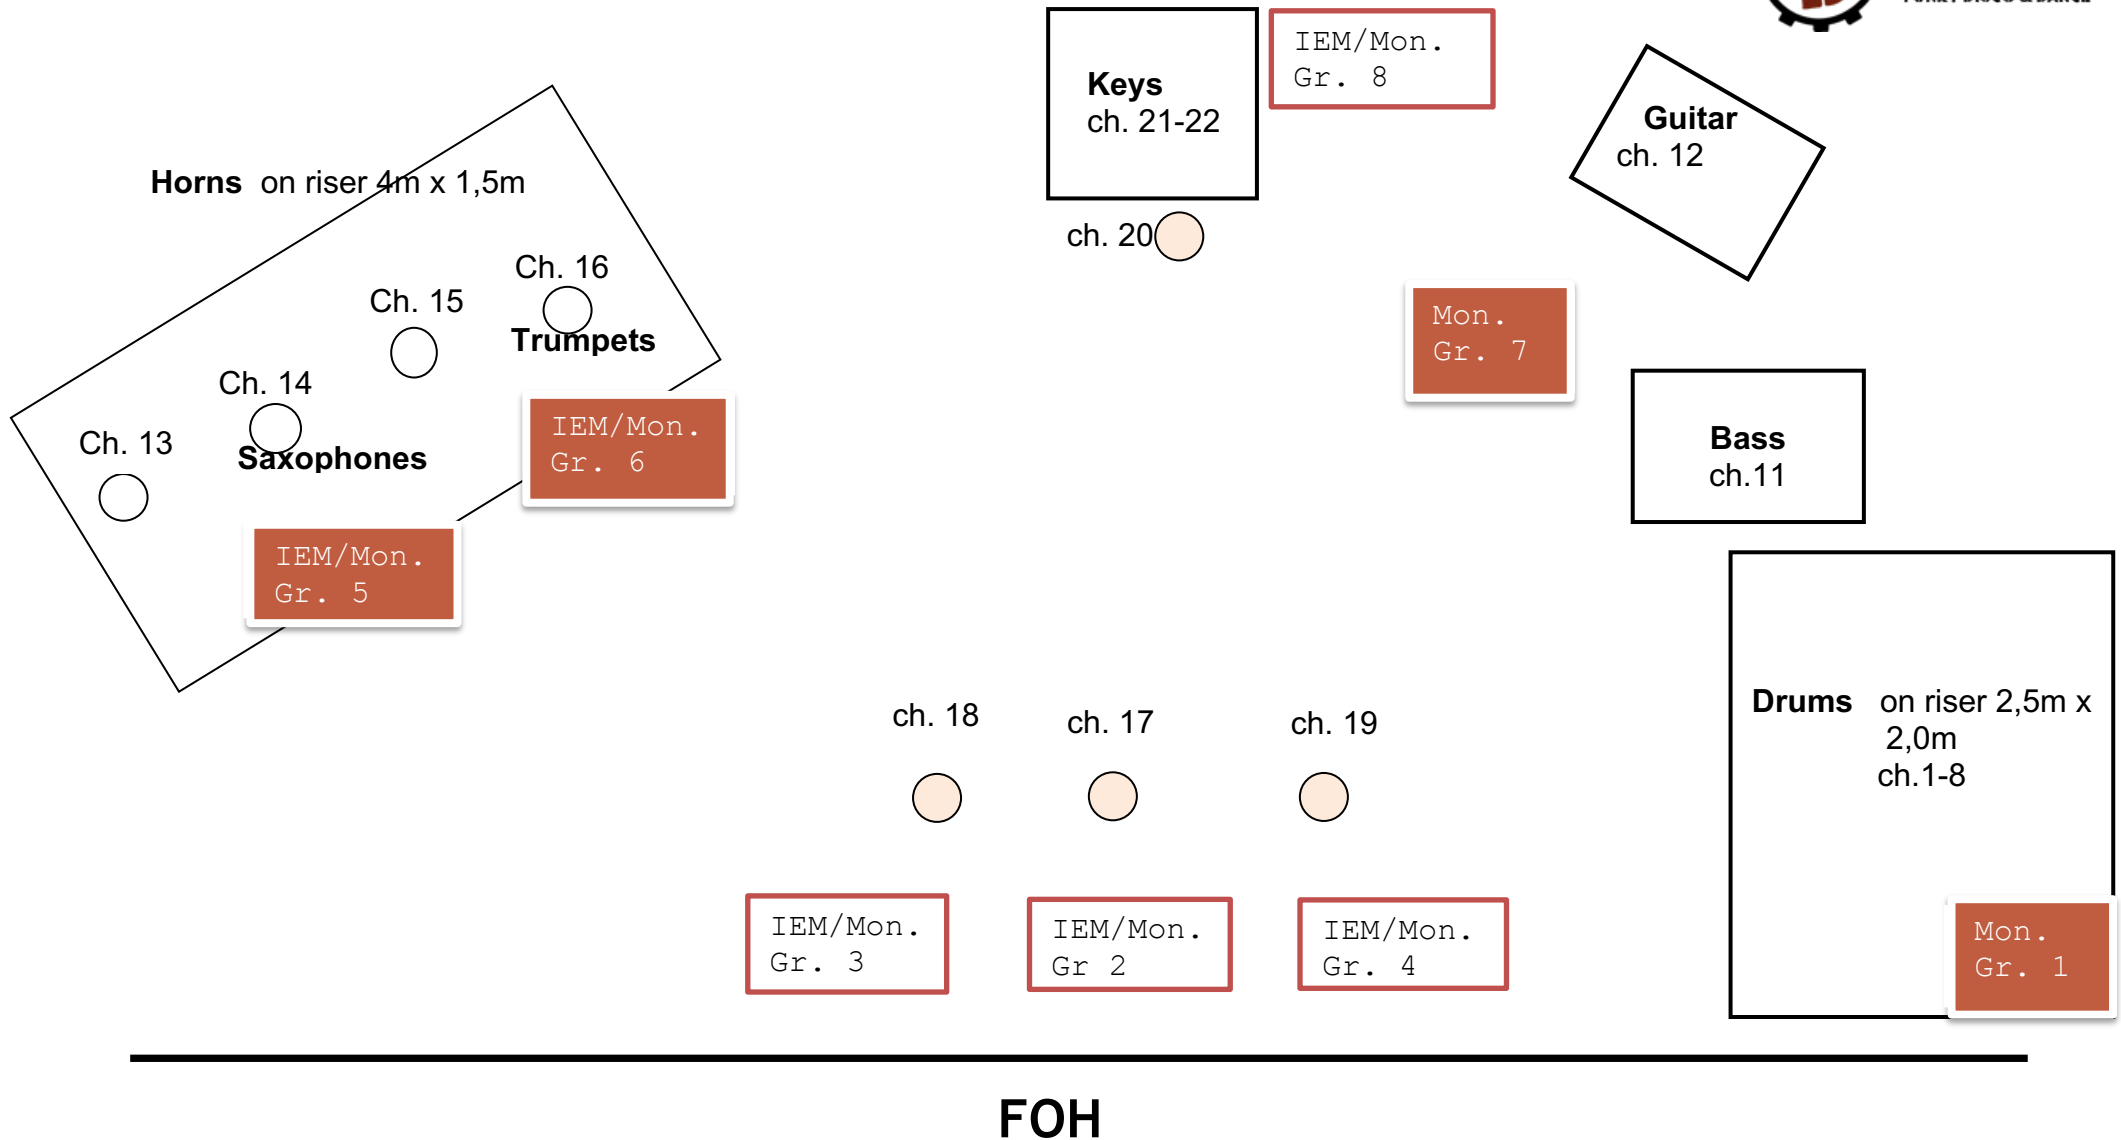 FUNKY DISCO & DANCE
IEM/Mon.
Gr. 8
Keys
ch. 21-22
Guitar
ch. 12
Horns on riser 4m x 1,5m
ch. 20
Ch. 16
Ch. 15
Trumpets
Mon.
Gr. 7
Ch. 14
IEM/Mon.
Gr. 6
Ch. 13
Saxophones
Bass
ch.11
IEM/Mon.
Gr. 5
ch. 18
ch. 17
ch. 19
Drums on riser 2,5m x
2,0m
ch.1-8
IEM/Mon.
Gr. 3
IEM/Mon.
Gr 2
IEM/Mon.
Gr. 4
Mon.
Gr. 1
FOH